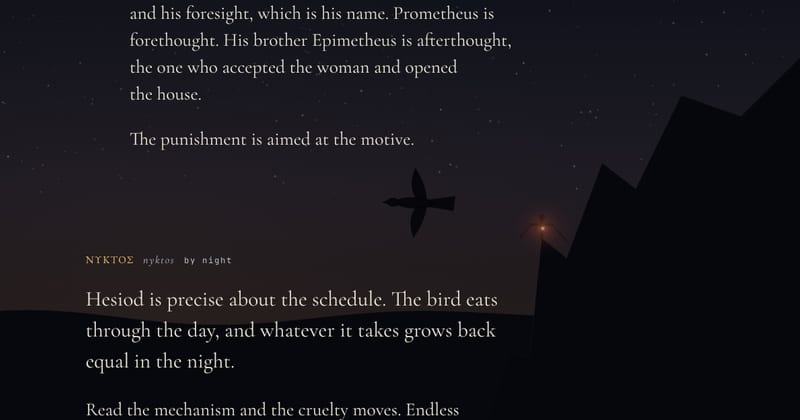 and his foresight, which is his name. Prometheus is
forethought. His brother Epimetheus is afterthought,
the one who accepted the woman and opened
the house.
The punishment is aimed at the motive.
ΝΥΚΤΟΣ nyktos by night
Hesiod is precise about the schedule. The bird eats
through the day, and whatever it takes grows back
equal in the night.
Read the mechanism and the cruelty moves. Endless